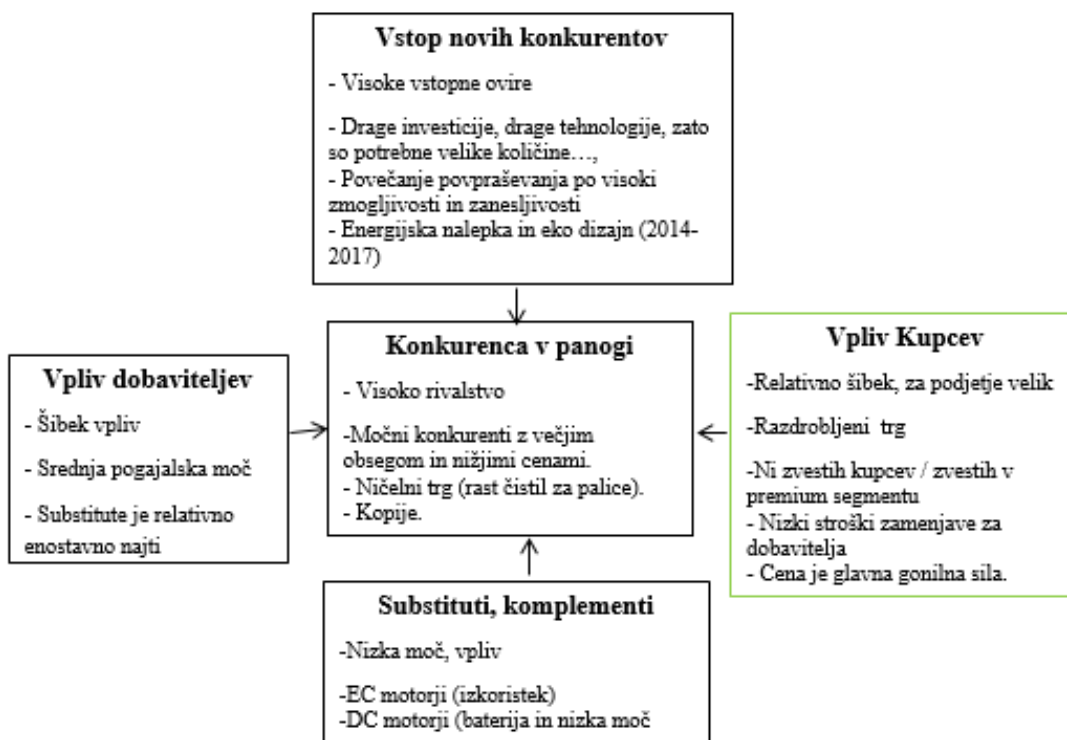 Vstop novih konkurentov
- Visoke vstopne ovire
- Drage investicije, drage tehnologije, zato
so potrebne velike količine…,
- Povečanje povpraševanja po visoki
zmogljivosti in zanesljivosti
- Energijska nalepka in eko dizajn (2014-
2017)
Vpliv dobaviteljev
- Šibek vpliv
- Srednja pogajalska moč
- Substitute je relativno
enostavno najti
Konkurenca v panogi
- Visoko rivalstvo
-Močni konkurenti z večjim
obsegom in nižjimi cenami.
- Ničelni trg (rast čistil za palice).
- Kopije.
Vpliv Kupcev
-Relativno šibek, za podjetje velik
-Razdrobljeni trg
-Ni zvestih kupcev / zvestih v
premium segmentu
- Nizki stroški zamenjave za
dobavitelja
- Cena je glavna gonilna sila.
Substituti, komplementi
-Nizka moč, vpliv
-EC motorji (izkoristek)
-DC motorji (baterija in nizka moč